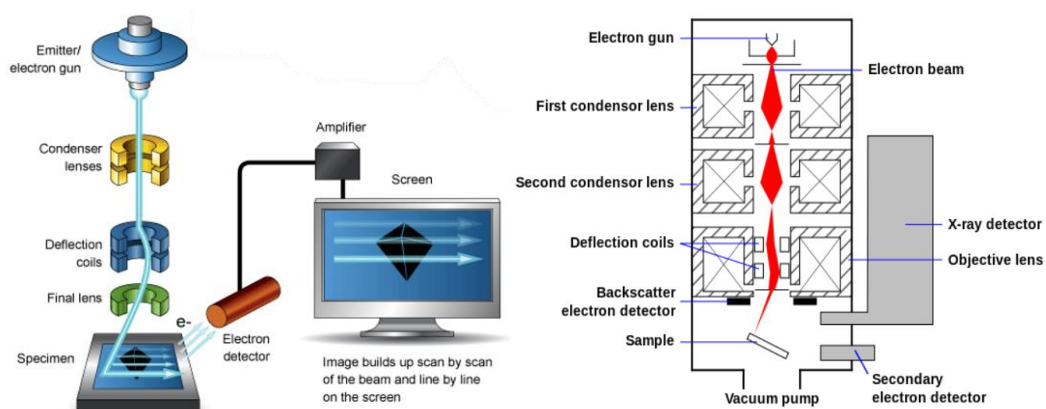 Emitter/
electron gun
Condenser
lenses
Deflection
coils
Final lens
Specimen
e-
Electron
detector
Amplifier
Screen
Image builds up scan by scan
of the beam and line by line
on the screen
Electron gun
Electron beam
First condensor lens
Second condensor lens
X-ray detector
Deflection coils
Objective lens
Backscatter
electron detector
Sample
Vacuum pump
Secondary
electron detector